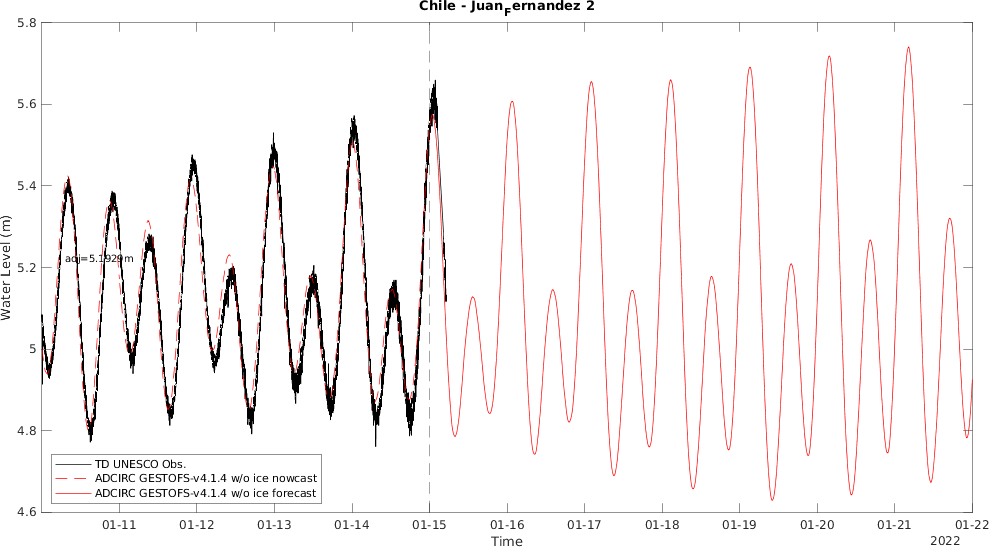 Chile - Juan_Fernandez 2
Water Level (m)
5.8
5.6
5.4
5.2
5
4.8
4.6
adj=5.1929m
TD UNESCO Obs.
ADCIRC GESTOFS-v4.1.4 w/o ice nowcast
ADCIRC GESTOFS-v4.1.4 w/o ice forecast
01-11 01-12 01-13 01-14 01-15 01-16 01-17 01-18 01-19 01-20 01-21 01-22
Time
2022